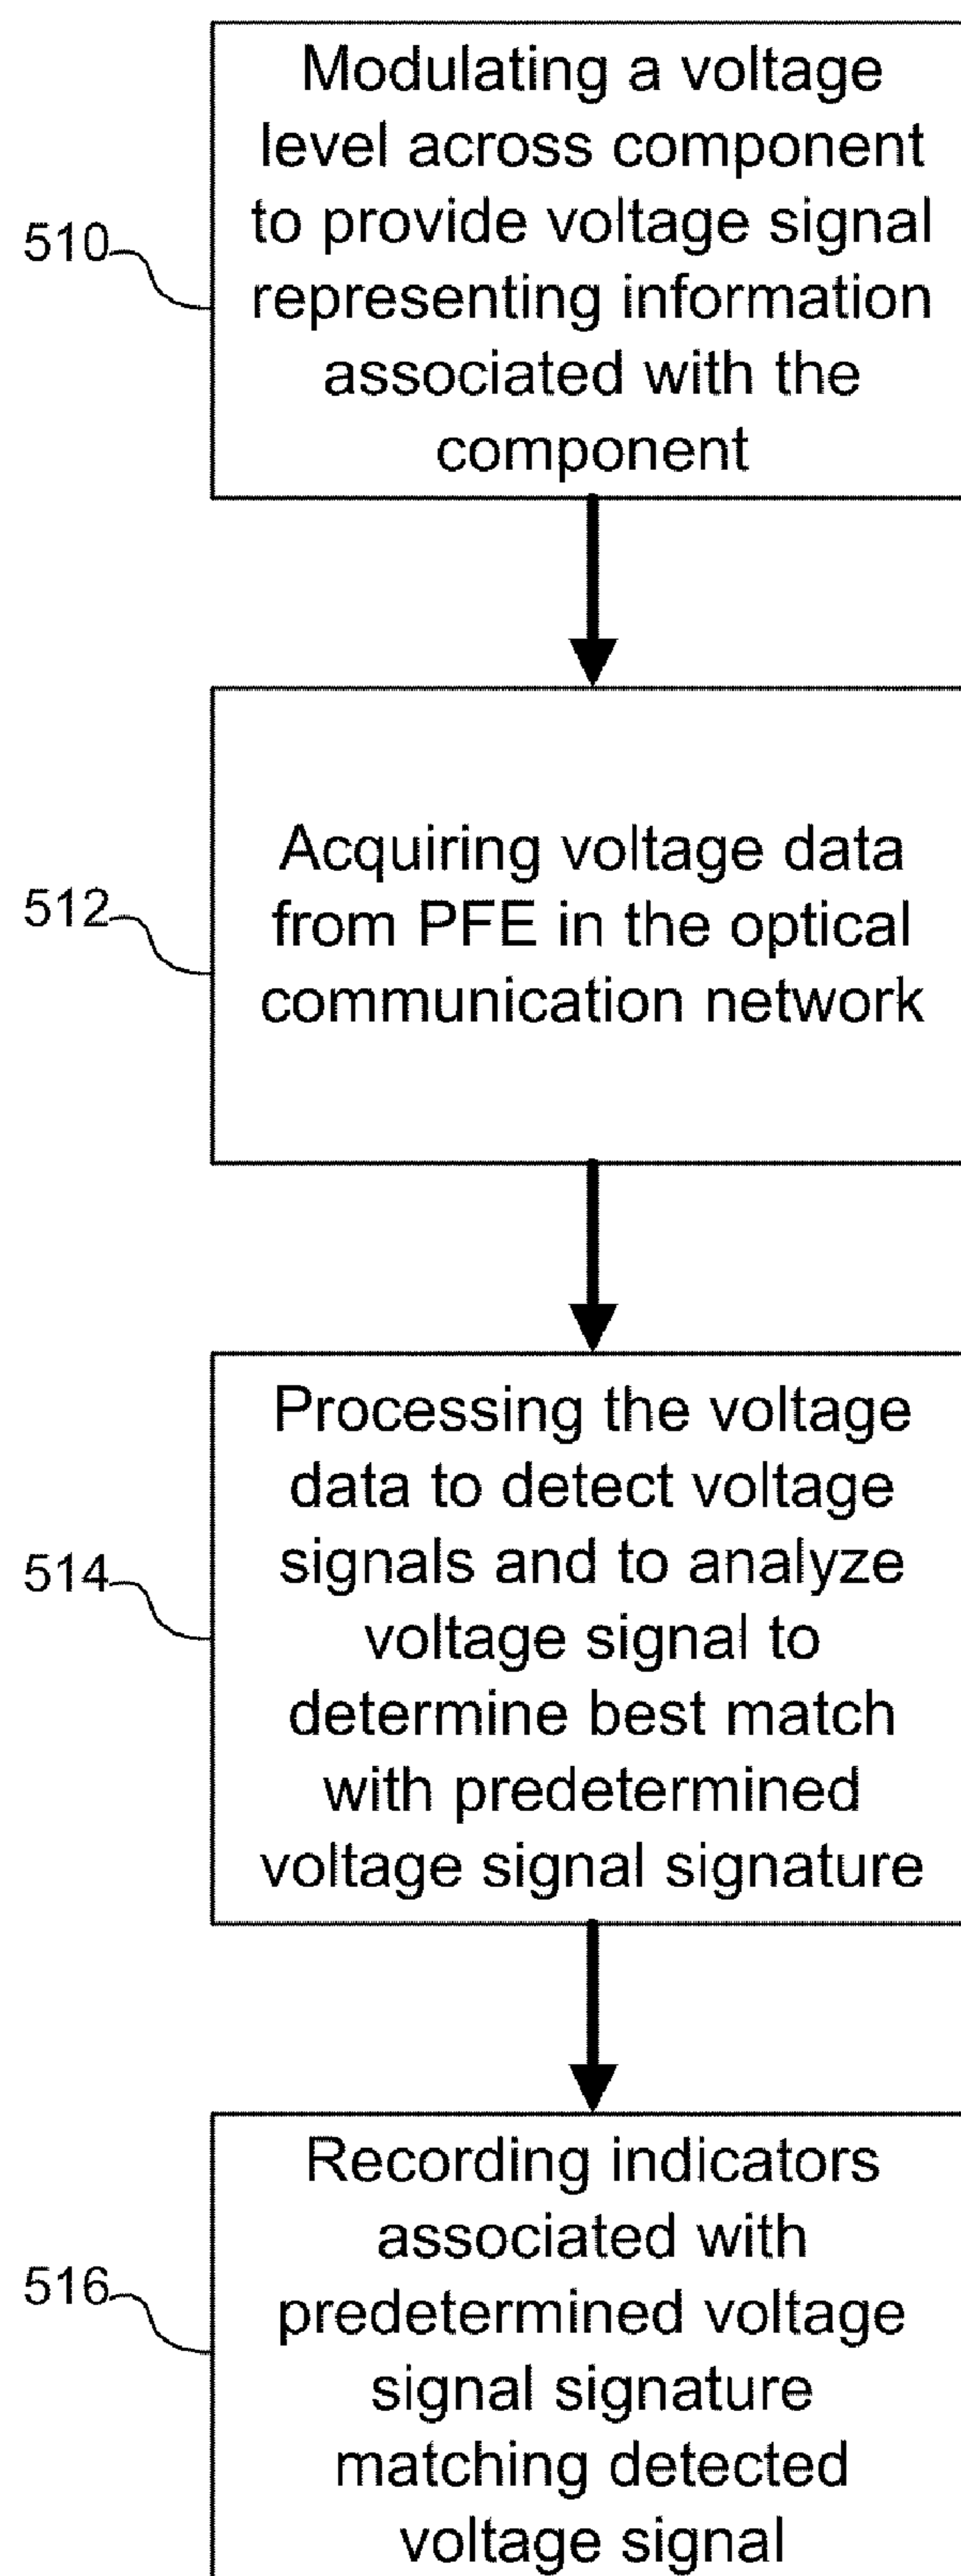 Modulating a voltage
level across component
to provide voltage signal
representing information
associated with the
component
510
Acquiring voltage data
from PFE in the optical
communication network
512
Processing the voltage
data to detect voltage
signals and to analyze
voltage signal to
determine best match
with predetermined
voltage signal signature
514
Recording indicators
associated with
predetermined voltage
signal signature
matching detected
voltage signal
516